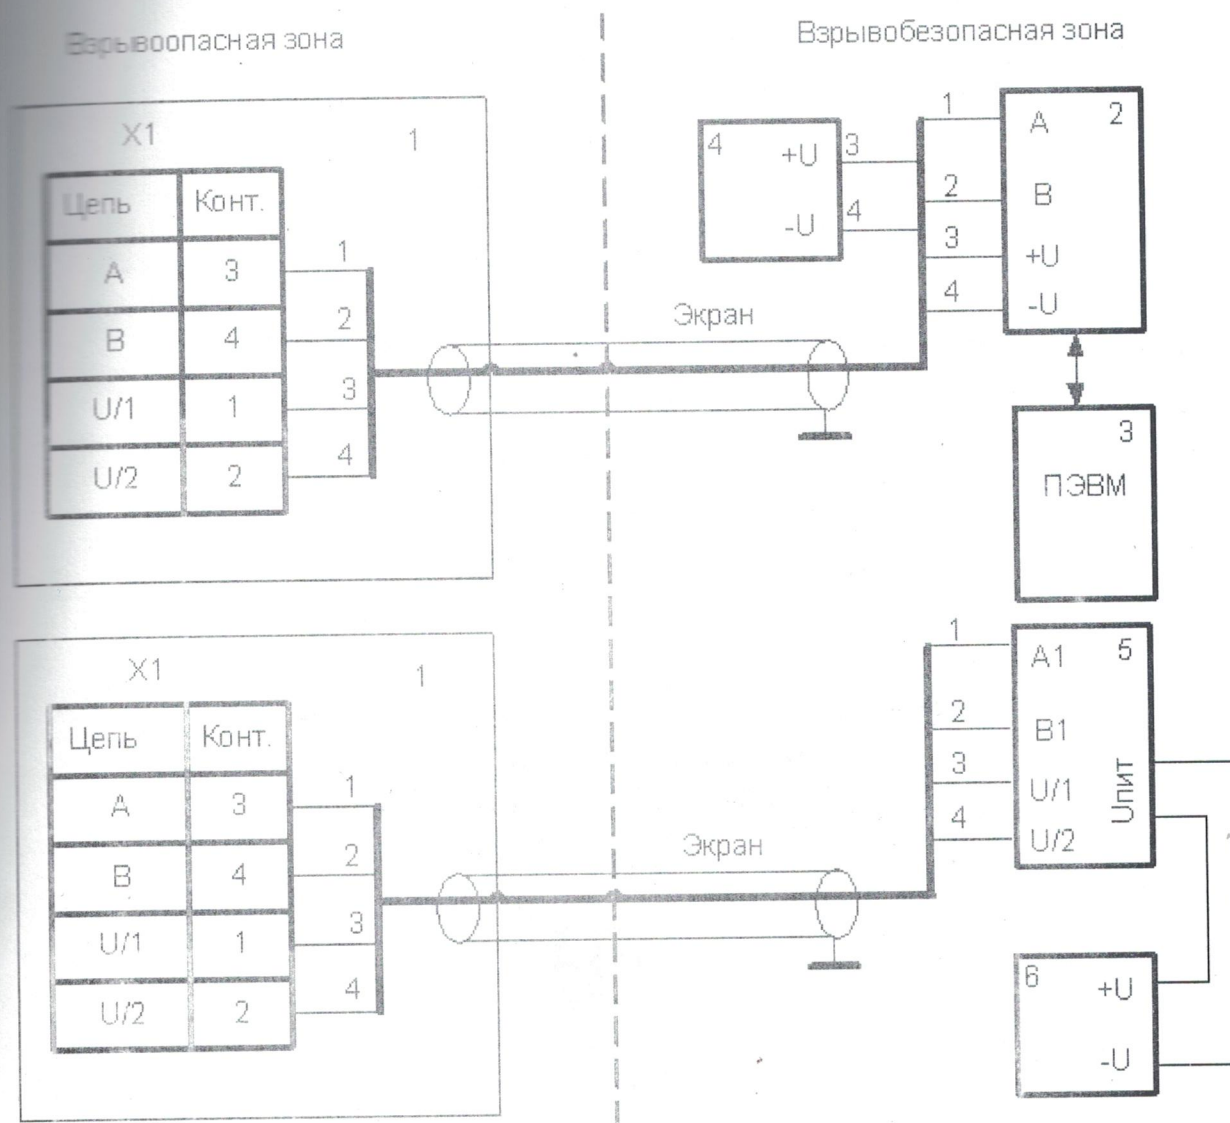 Взрывоопасная зона
Взрывобезопасная зона
X1
1
Цепь Конт.
A 3
B 4
U/1 1
U/2 2
1
2
3
4
Экран
4
+U
-U
3
4
1
2
3
4
2
A
B
+U
-U
3
ПЭВМ
X1
1
Цепь Конт.
A 3
B 4
U/1 1
U/2 2
1
2
3
4
Экран
1
2
3
4
5
A1
B1
U/1
U/2
Uпит
6
+U
-U